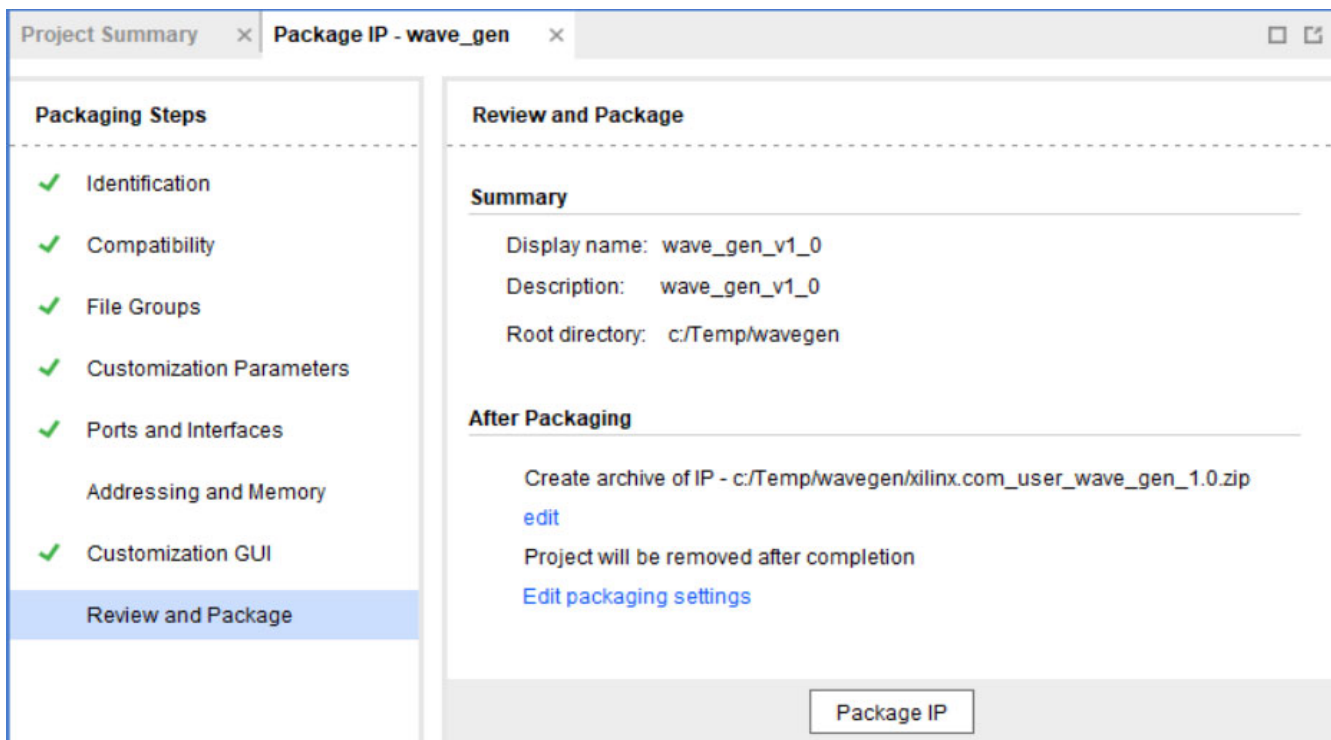 Project Summary
Package IP - wave_gen
Packaging Steps
Identification
Compatibility
File Groups
Customization Parameters
Ports and Interfaces
Addressing and Memory
Customization GUI
Review and Package
Review and Package
Summary
Display name: wave_gen_v1_0
Description: wave_gen_v1_0
Root directory: c:/Temp/wavegen
After Packaging
Create archive of IP - c:/Temp/wavegen/xilinx.com_user_wave_gen_1.0.zip
edit
Project will be removed after completion
Edit packaging settings
Package IP